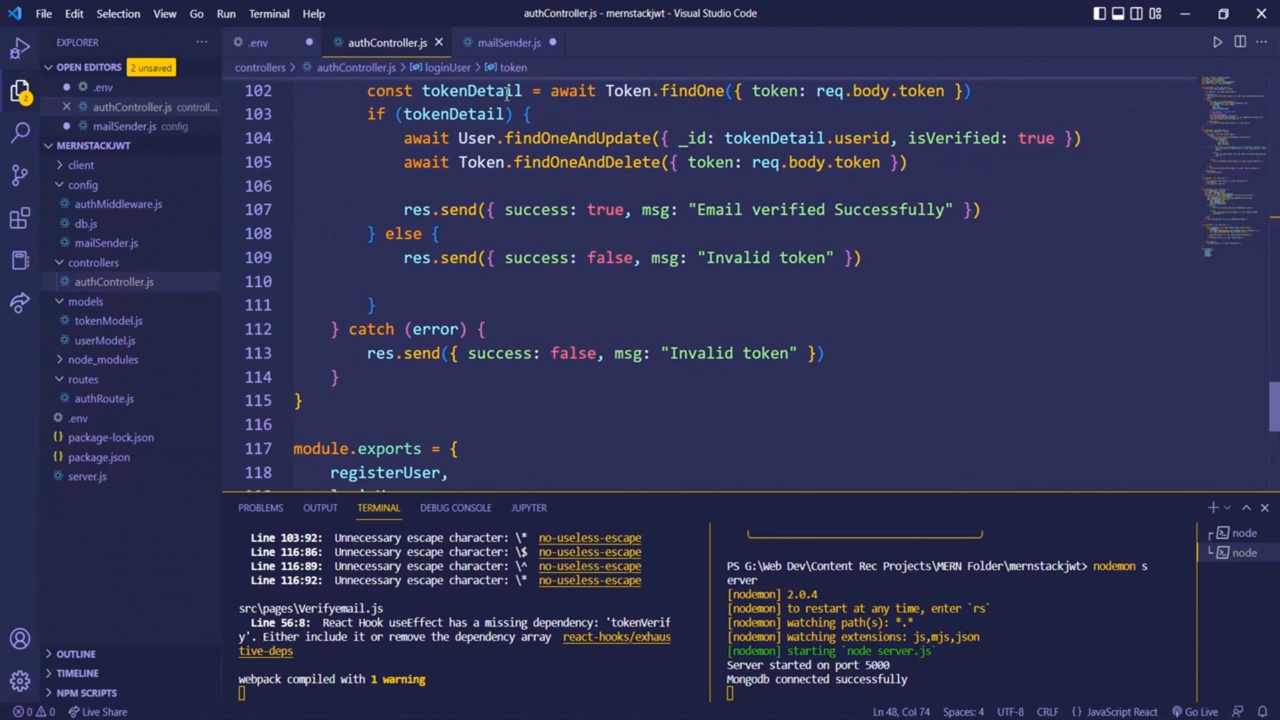 File Edit Selection View Go Run Terminal Help
authController.js - mernstackjwt - Visual Studio Code
EXPLORER
OPEN EDITORS 2 unsaved
.env
authController.js controll...
mailSender.js config
MERNSTACKJWT
client
config
authMiddleware.js
db.js
mailSender.js
controllers
authController.js
models
tokenModel.js
userModel.js
node_modules
routes
authRoute.js
.env
package-lock.json
package.json
server.js
OUTLINE
TIMELINE
NPM SCRIPTS
.env
authController.js
mailSender.js
controllers > authController.js > loginUser > token
102 const tokenDetail = await Token.findOne({ token: req.body.token })
103 if (tokenDetail) {
104 await User.findOneAndUpdate({ _id: tokenDetail.userid, isVerified: true })
105 await Token.findOneAndDelete({ token: req.body.token })
106
107 res.send({ success: true, msg: "Email verified Successfully" })
108 } else {
109 res.send({ success: false, msg: "Invalid token" })
110
111 }
112 } catch (error) {
113 res.send({ success: false, msg: "Invalid token" })
114 }
115 }
116
117 module.exports = {
118 registerUser,
PROBLEMS OUTPUT TERMINAL DEBUG CONSOLE JUPYTER
Line 103:92: Unnecessary escape character: \* no-useless-escape
Line 116:86: Unnecessary escape character: \$ no-useless-escape
Line 116:89: Unnecessary escape character: \^ no-useless-escape
Line 116:92: Unnecessary escape character: \* no-useless-escape
src\pages\Verifyemail.js
Line 56:8: React Hook useEffect has a missing dependency: 'tokenVerif
y'. Either include it or remove the dependency array react-hooks/exhaus
tive-deps
webpack compiled with 1 warning
PS G:\Web Dev\Content Rec Projects\MERN Folder\mernstackjwt> nodemon s
erver
[nodemon] 2.0.4
[nodemon] to restart at any time, enter `rs`
[nodemon] watching path(s): *.*
[nodemon] watching extensions: js,mjs,json
[nodemon] starting `node server.js`
Server started on port 5000
Mongodb connected successfully
node
node
2
0 0 Live Share
Ln 48, Col 74 Spaces: 4 UTF-8 CRLF {} JavaScript React Go Live